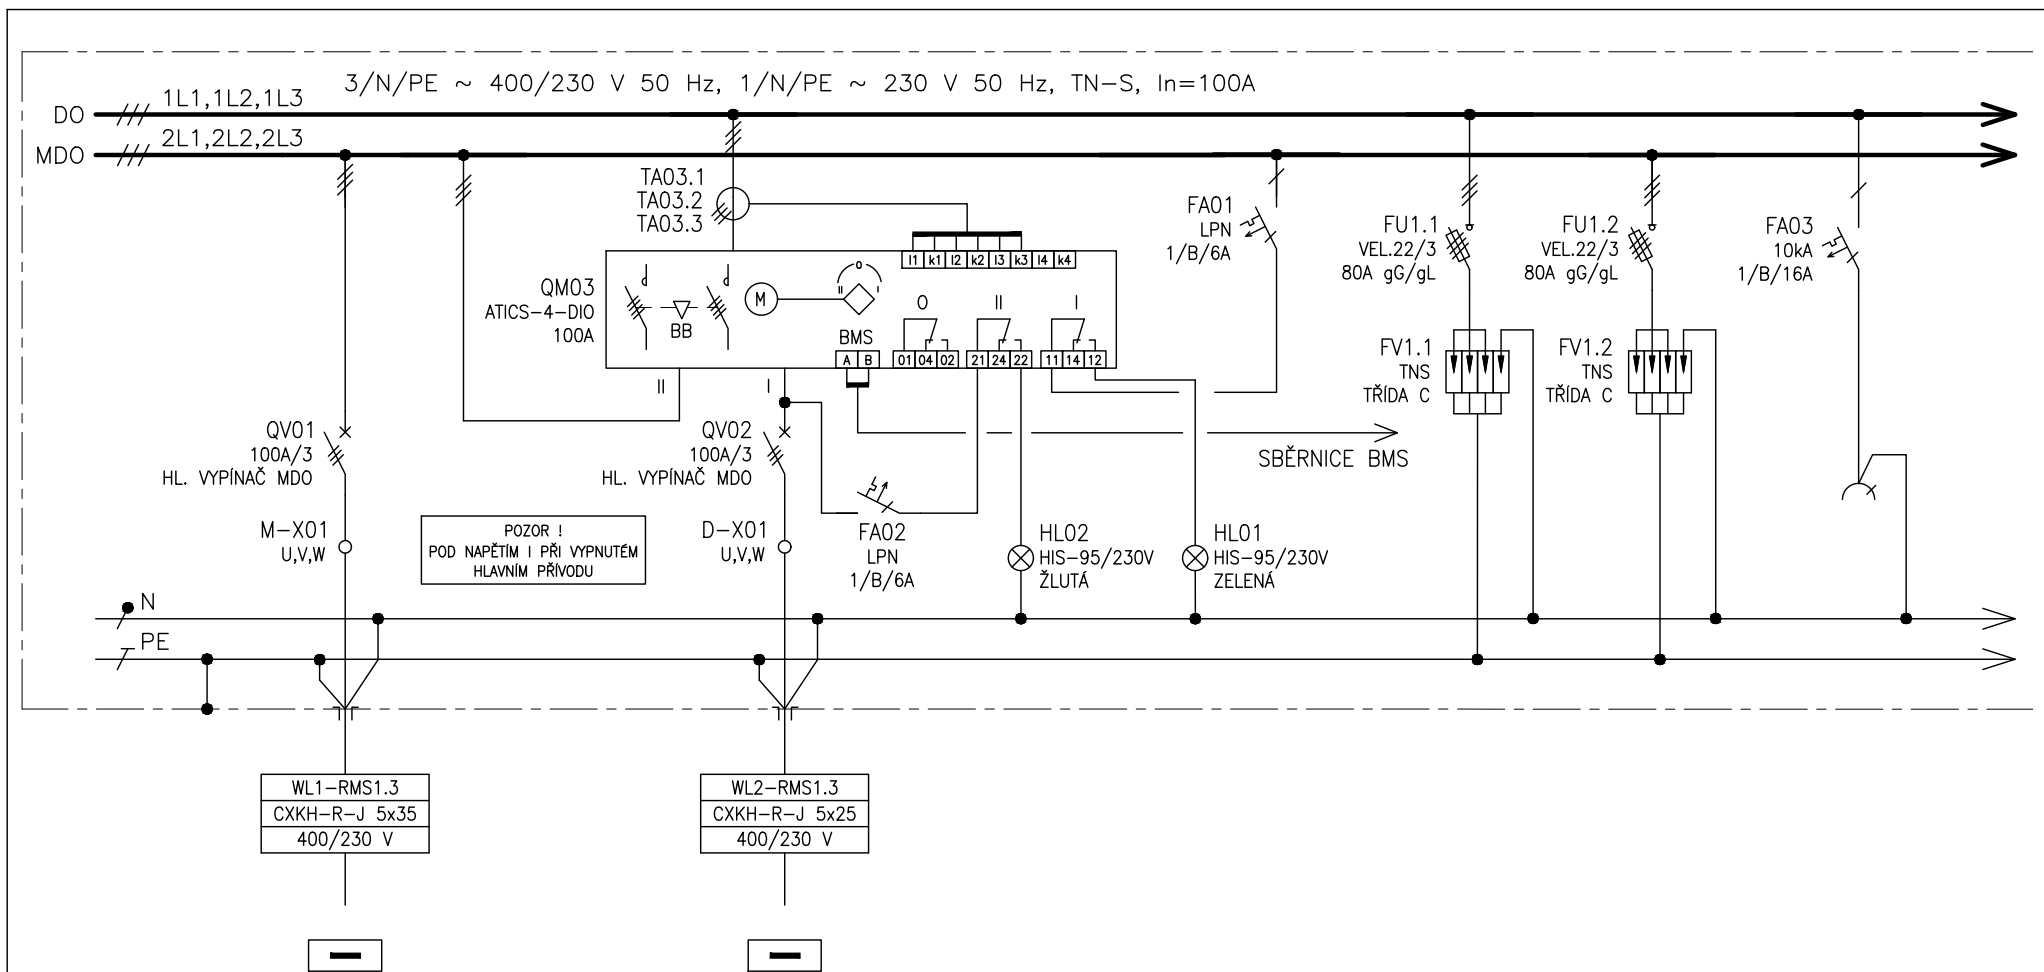 3/N/PE ~ 400/230 V 50 Hz, 1/N/PE ~ 230 V 50 Hz, TN-S, In=100A
DO
1L1,1L2,1L3
MDO
2L1,2L2,2L3
TA03.1
TA03.2
TA03.3
QM03
ATICS-4-DIO
100A
BB
M
0
II
I
I1 k1 I2 k2 I3 k3 I4 k4
O
II
I
BMS
A B
01 04 02
21 24 22
11 14 12
II
I
FA01
LPN
1/B/6A
FU1.1
VEL.22/3
80A gG/gL
FU1.2
VEL.22/3
80A gG/gL
FA03
10kA
1/B/16A
FV1.1
TNS
TŘÍDA C
FV1.2
TNS
TŘÍDA C
QV01
100A/3
HL. VYPÍNAČ MDO
QV02
100A/3
HL. VYPÍNAČ MDO
SBĚRNICE BMS
M-X01
U,V,W
POZOR !
POD NAPĚTÍM I PŘI VYPNUTÉM
HLAVNÍM PŘÍVODU
D-X01
U,V,W
FA02
LPN
1/B/6A
HL02
HIS-95/230V
ŽLUTÁ
HL01
HIS-95/230V
ZELENÁ
N
PE
WL1-RMS1.3
CXKH-R-J 5x35
400/230 V
WL2-RMS1.3
CXKH-R-J 5x25
400/230 V